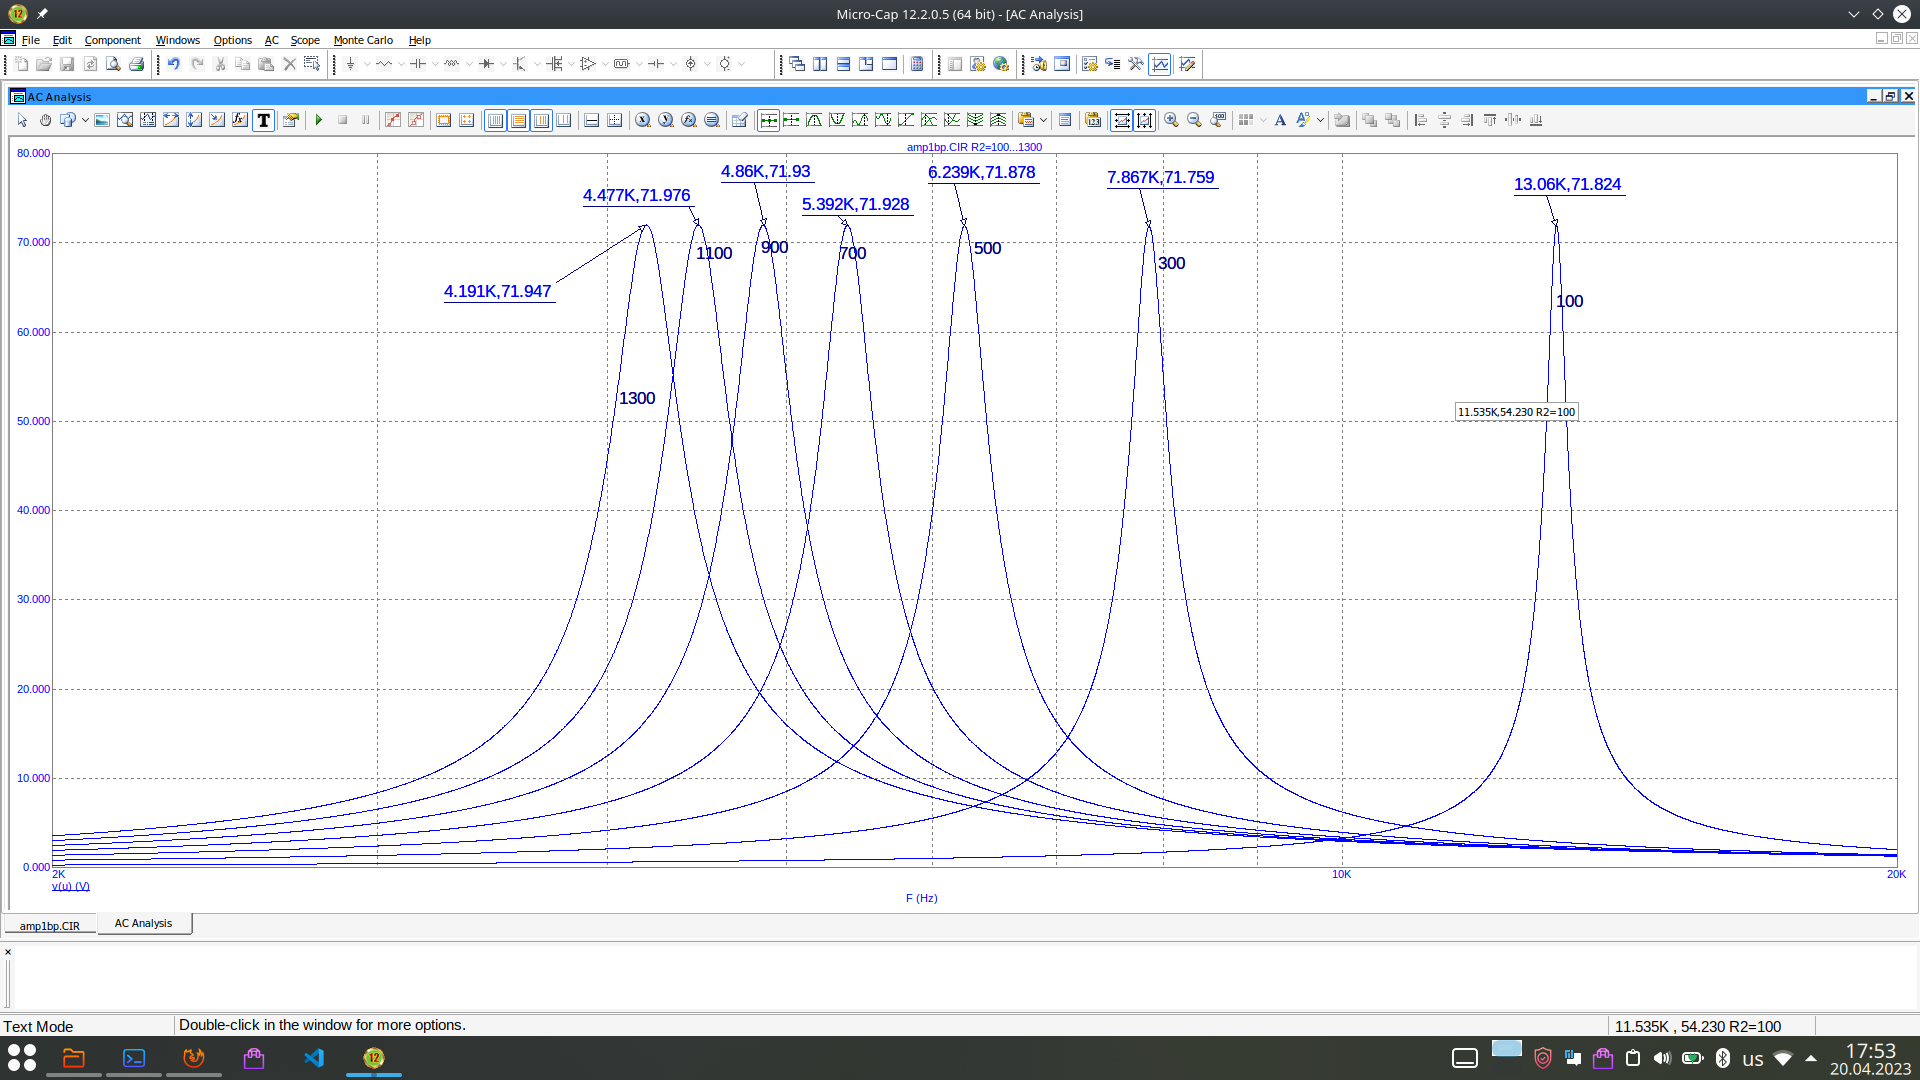 Micro-Cap 12.2.0.5 (64 bit) - [AC Analysis]
File Edit Component Windows Options AC Scope Monte Carlo Help
AC Analysis
amp1bp.CIR R2=100...1300
80.000
70.000
60.000
50.000
40.000
30.000
20.000
10.000
0.000
4.191K,71.947
4.477K,71.976
4.86K,71.93
5.392K,71.928
6.239K,71.878
7.867K,71.759
13.06K,71.824
1300
1100
900
700
500
300
100
11.535K,54.230 R2=100
2K
10K
20K
v(u) (V)
F (Hz)
amp1bp.CIR
AC Analysis
Text Mode
Double-click in the window for more options.
11.535K , 54.230 R2=100
12
us
17:53
20.04.2023